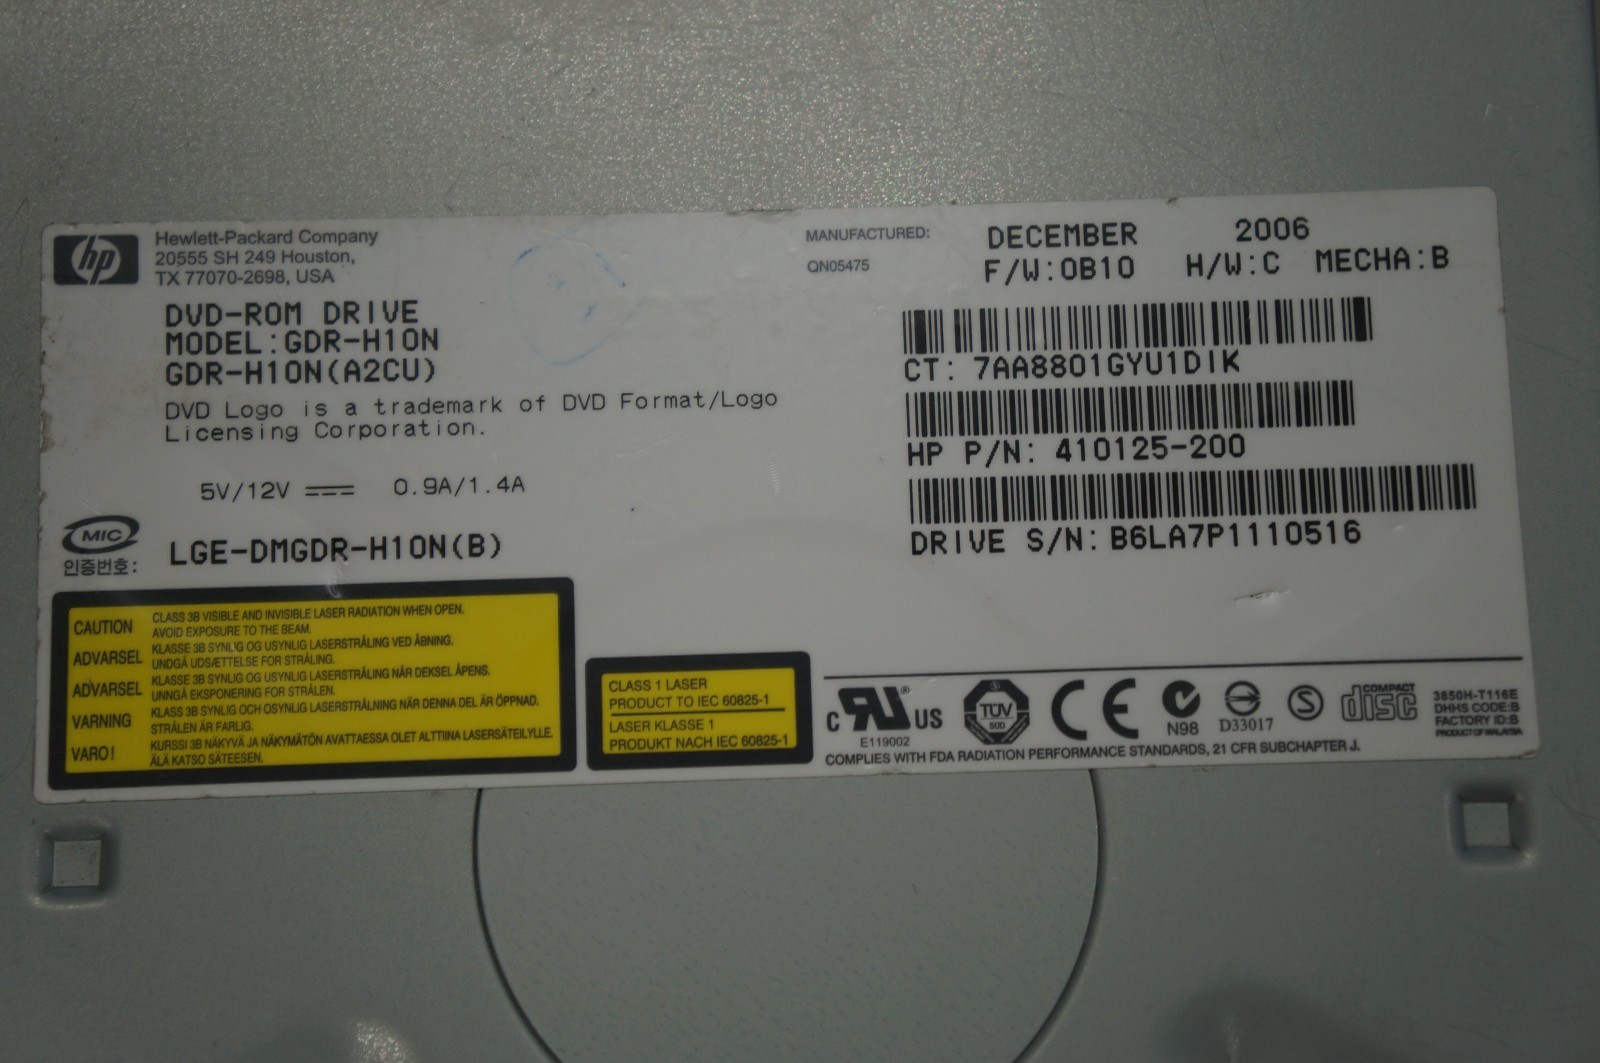 hp
Hewlett-Packard Company
20555 SH 249 Houston,
TX 77070-2698, USA
DVD-ROM DRIVE
MODEL:GDR-H10N
GDR-H10N(A2CU)
DVD Logo is a trademark of DVD Format/Logo
Licensing Corporation.
5V/12V 0.9A/1.4A
MIC
인증번호:
LGE-DMGDR-H10N(B)
MANUFACTURED: DECEMBER 2006
QN05475 F/W:0B10 H/W:C MECHA:B
CT: 7AA8801GYU1DIK
HP P/N: 410125-200
DRIVE S/N:B6LA7P1110516
CAUTION CLASS 3B VISIBLE AND INVISIBLE LASER RADIATION WHEN OPEN.
AVOID EXPOSURE TO THE BEAM.
ADVARSEL KLASSE 3B SYNLIG OG USYNLIG LASERSTRÅLING VED ÅBNING.
UNDGÅ UDSÆTTELSE FOR STRÅLING.
ADVARSEL KLASSE 3B SYNLIG OG USYNLIG LASERSTRÅLING NÅR DEKSEL ÅPENS.
UNNGÅ EKSPONERING FOR STRÅLEN.
VARNING KLASS 3B SYNLIG OCH OSYNLIG LASERSTRÅLNING NÄR DENNA DEL ÄR ÖPPNAD.
STRÅLEN ÄR FARLIG.
VARO! KURSSI 3B NÄKYVÄ JA NÄKYMÄTÖN AVATTAESSA OLET ALTTIINA LASERSÄTEILYLLE.
ÄLÄ KATSO SÄTEESEN.
CLASS 1 LASER
PRODUCT TO IEC 60825-1
LASER KLASSE 1
PRODUKT NACH IEC 60825-1
C RU® US
E119002
TÜV
SÜD
CE
N98
D33017
S
COMPACT
disc
3850H-T116E
DHHS CODE:B
FACTORY ID:B
PRODUCT OF MALAYSIA
COMPLIES WITH FDA RADIATION PERFORMANCE STANDARDS, 21 CFR SUBCHAPTER J.